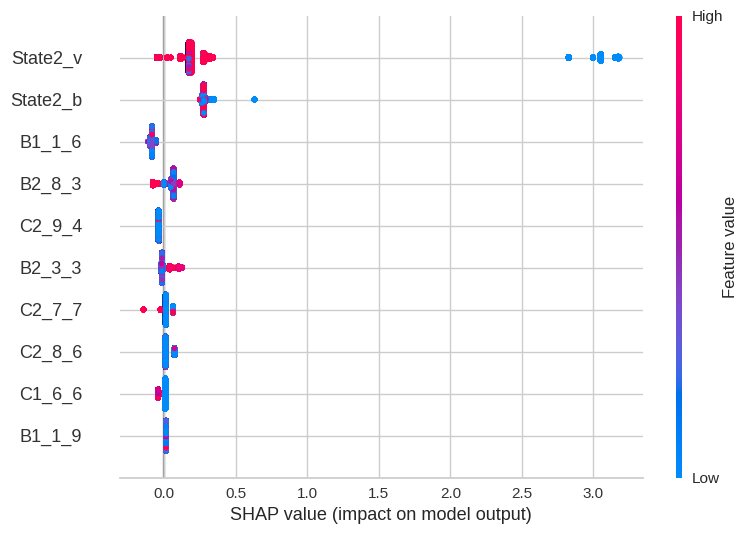 High
State2_v
State2_b
B1_1_6
B2_8_3
C2_9_4
B2_3_3
C2_7_7
C2_8_6
C1_6_6
B1_1_9
Feature value
Low
0.0 0.5 1.0 1.5 2.0 2.5 3.0
SHAP value (impact on model output)